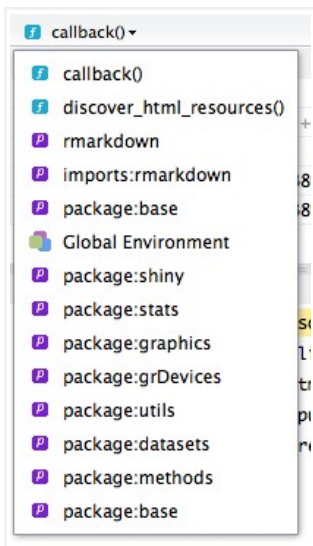 callback()
callback()
discover_html_resources()
rmarkdown
imports:rmarkdown
package:base
Global Environment
package:shiny
package:stats
package:graphics
package:grDevices
package:utils
package:datasets
package:methods
package:base